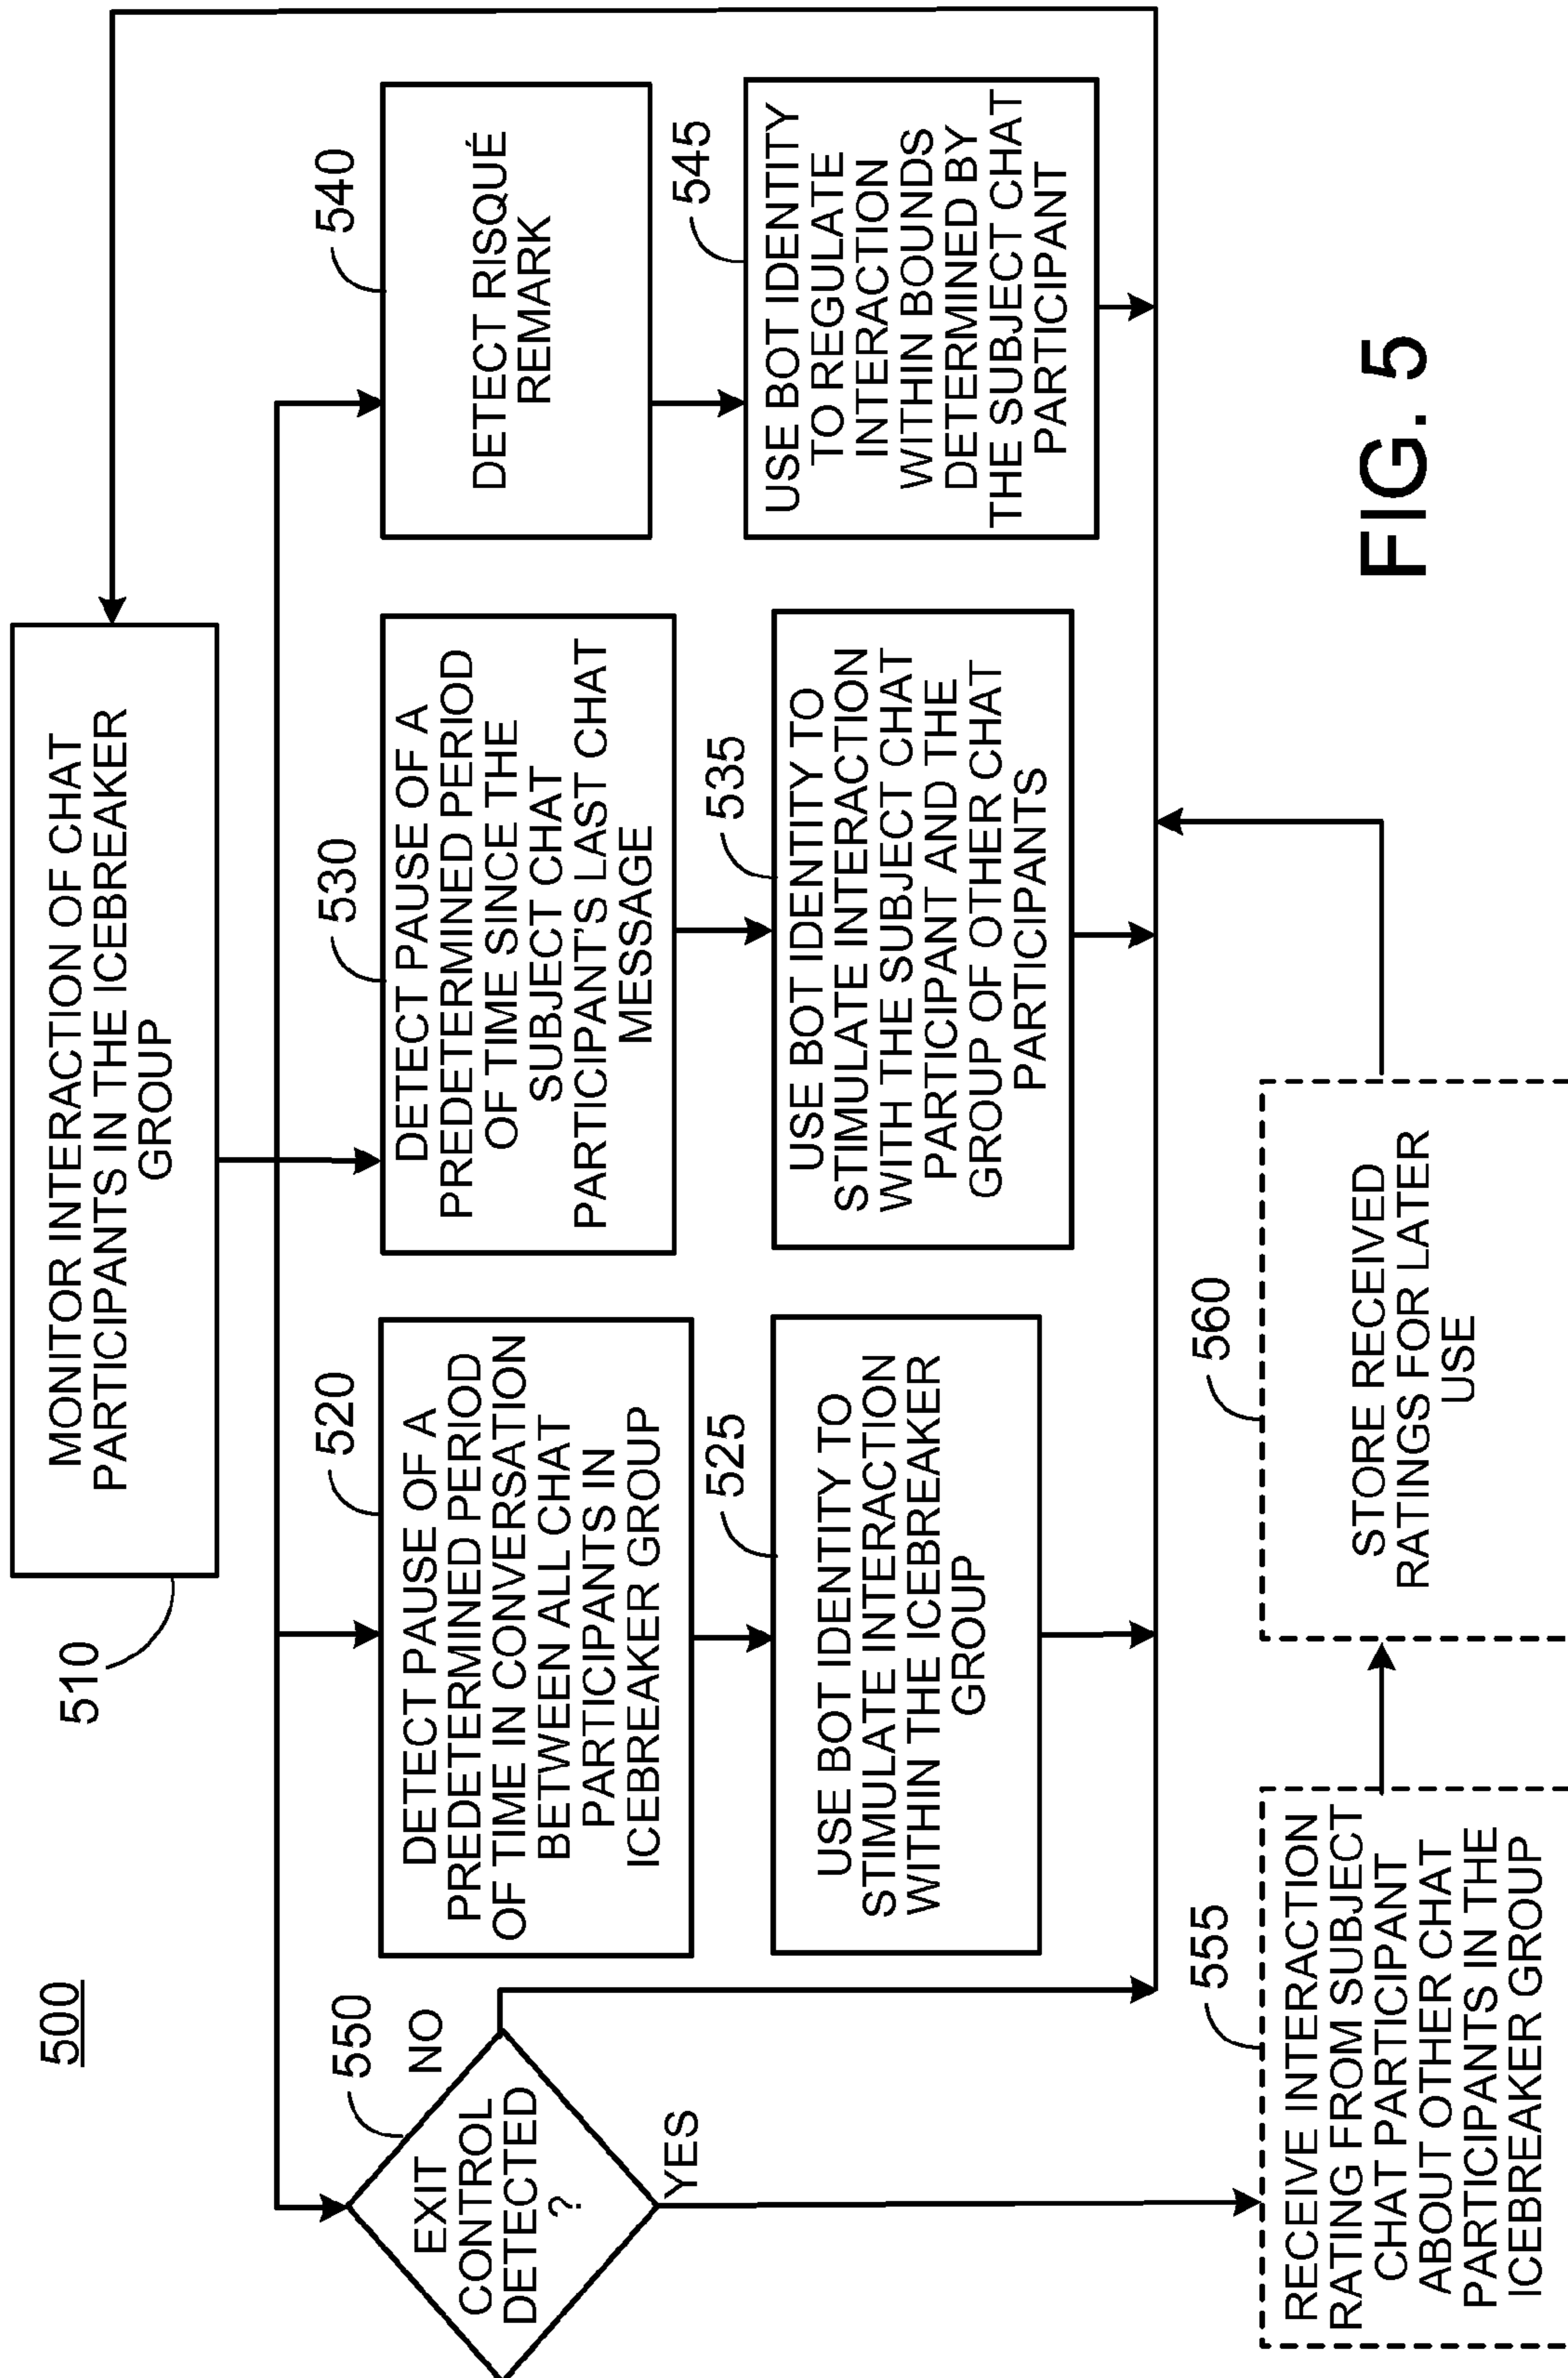 500
510
MONITOR INTERACTION OF CHAT
PARTICIPANTS IN THE ICEBREAKER
GROUP
550
EXIT
CONTROL
DETECTED
?
NO
YES
520
DETECT PAUSE OF A
PREDETERMINED PERIOD
OF TIME IN CONVERSATION
BETWEEN ALL CHAT
PARTICIPANTS IN
ICEBREAKER GROUP
530
DETECT PAUSE OF A
PREDETERMINED PERIOD
OF TIME SINCE THE
SUBJECT CHAT
PARTICIPANT'S LAST CHAT
MESSAGE
540
DETECT RISQUÉ
REMARK
525
USE BOT IDENTITY TO
STIMULATE INTERACTION
WITHIN THE ICEBREAKER
GROUP
535
USE BOT IDENTITY TO
STIMULATE INTERACTION
WITH THE SUBJECT CHAT
PARTICIPANT AND THE
GROUP OF OTHER CHAT
PARTICIPANTS
545
USE BOT IDENTITY
TO REGULATE
INTERACTION
WITHIN BOUNDS
DETERMINED BY
THE SUBJECT CHAT
PARTICIPANT
555
RECEIVE INTERACTION
RATING FROM SUBJECT
CHAT PARTICIPANT
ABOUT OTHER CHAT
PARTICIPANTS IN THE
ICEBREAKER GROUP
560
STORE RECEIVED
RATINGS FOR LATER
USE
FIG. 5